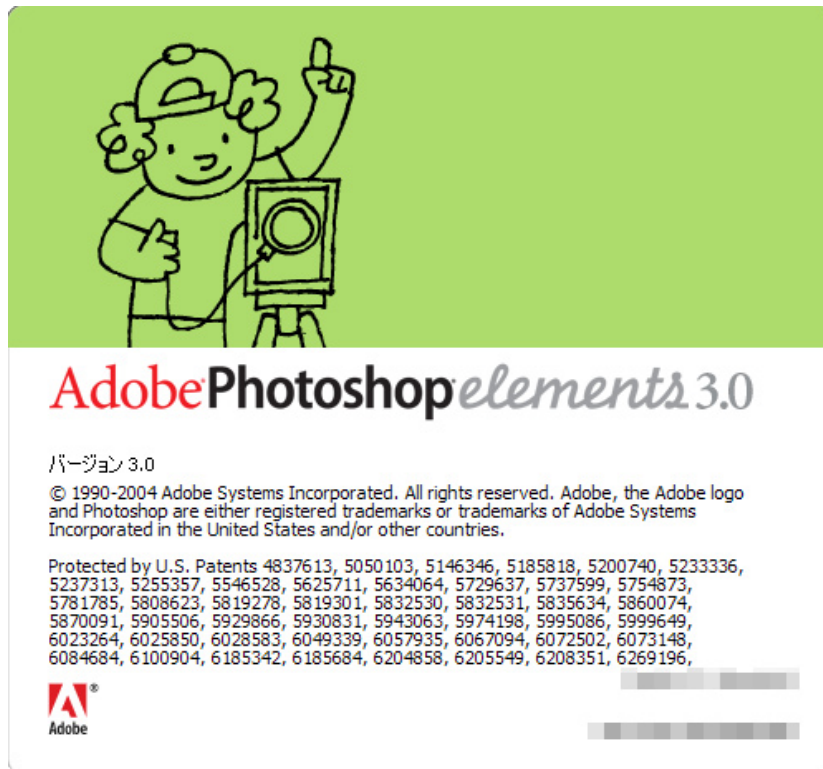 Adobe Photoshop elements 3.0
バージョン 3.0
© 1990-2004 Adobe Systems Incorporated. All rights reserved. Adobe, the Adobe logo
and Photoshop are either registered trademarks or trademarks of Adobe Systems
Incorporated in the United States and/or other countries.
Protected by U.S. Patents 4837613, 5050103, 5146346, 5185818, 5200740, 5233336,
5237313, 5255357, 5546528, 5625711, 5634064, 5729637, 5737599, 5754873,
5781785, 5808623, 5819278, 5819301, 5832530, 5832531, 5835634, 5860074,
5870091, 5905506, 5929866, 5930831, 5943063, 5974198, 5995086, 5999649,
6023264, 6025850, 6028583, 6049339, 6057935, 6067094, 6072502, 6073148,
6084684, 6100904, 6185342, 6185684, 6204858, 6205549, 6208351, 6269196,
Adobe